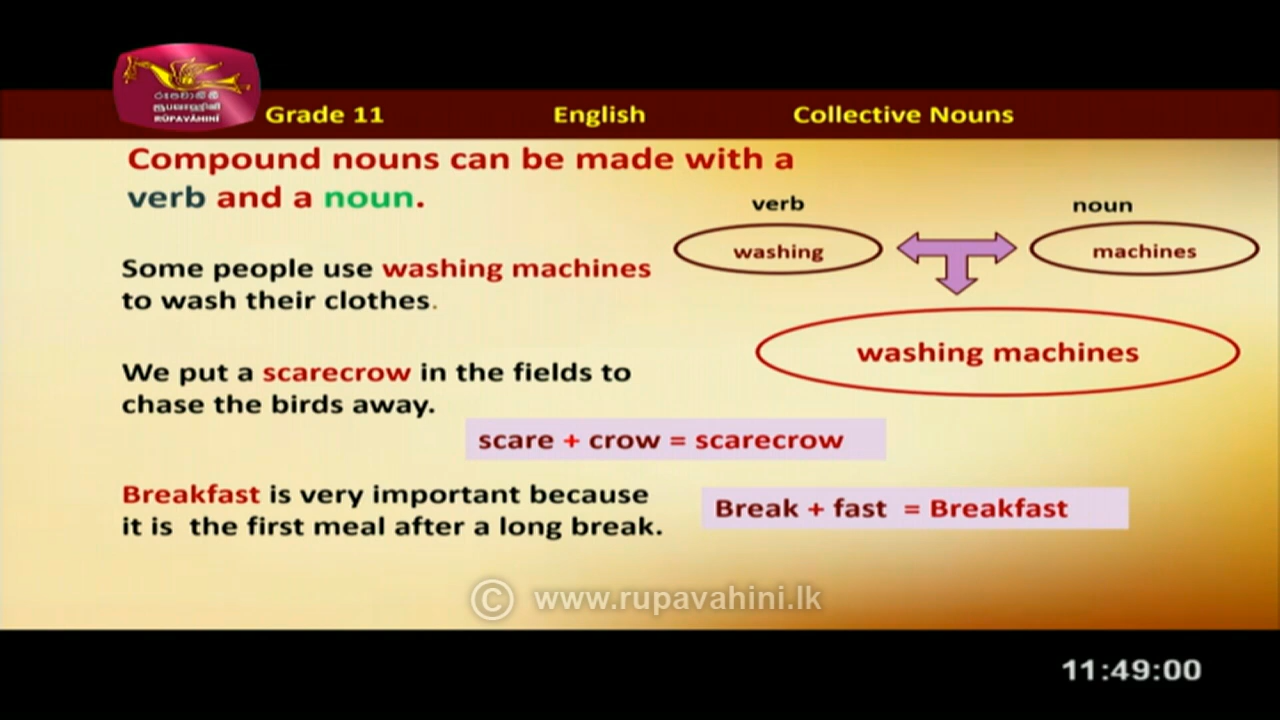 රූපවාහිනී
ரூபவாஹினி
RŪPAVĀHINĪ
Grade 11 English Collective Nouns
Compound nouns can be made with a
verb and a noun.
verb noun
washing machines
Some people use washing machines
to wash their clothes.
washing machines
We put a scarecrow in the fields to
chase the birds away.
scare + crow = scarecrow
Breakfast is very important because
it is the first meal after a long break.
Break + fast = Breakfast
© www.rupavahini.lk
11:49:00